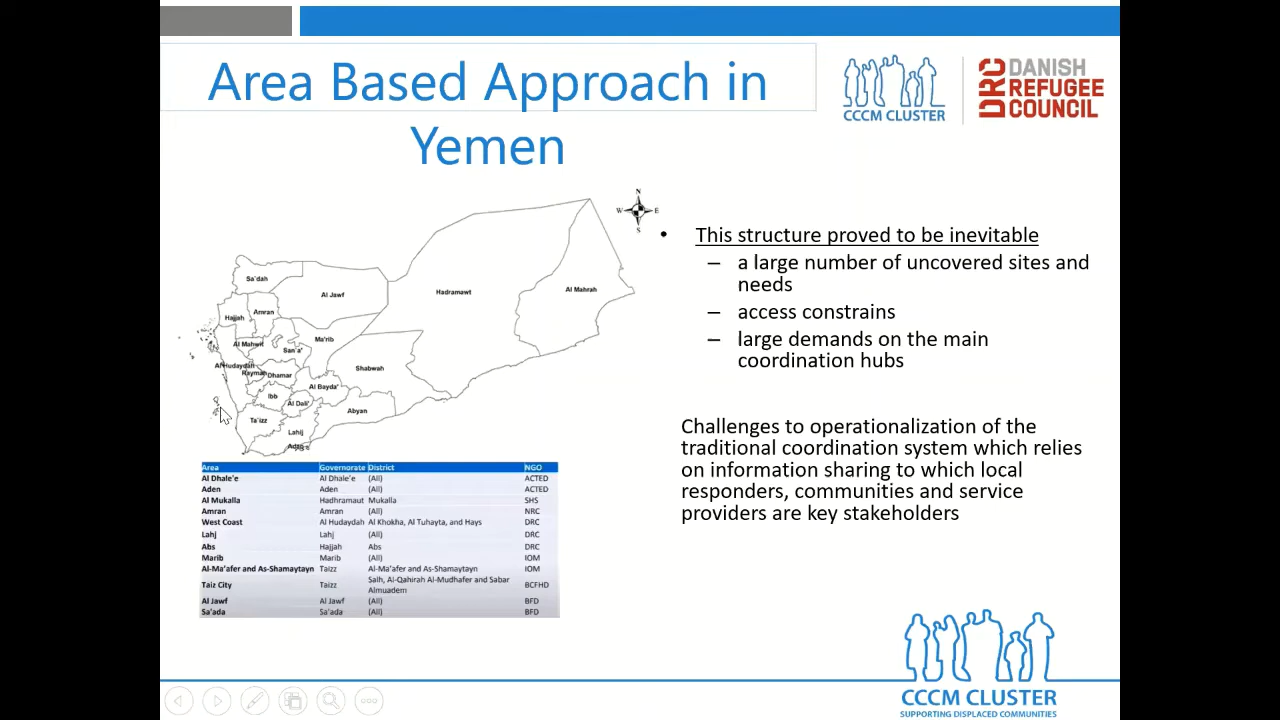 Area Based Approach in
Yemen
CCCM CLUSTER
DRC DANISH
REFUGEE
COUNCIL
N
W E
S
Sa'dah
Al Jawf
Hadramawt
Al Mahrah
Hajjah
Amran
Al Mahwit
San'a'
Ma'rib
Al Hudaydah
Raymah
Dhamar
Shabwah
Al Bayda'
Ibb
Al Dali'
Abyan
Ta'izz
Lahij
• This structure proved to be inevitable
– a large number of uncovered sites and
needs
– access constrains
– large demands on the main
coordination hubs
Challenges to operationalization of the
traditional coordination system which relies
on information sharing to which local
responders, communities and service
providers are key stakeholders
Area Governorate District NGO
Al Dhale'e Al Dhale'e (All) ACTED
Aden Aden (All) ACTED
Al Mukalla Hadhramaut Mukalla SHS
Amran Amran (All) NRC
West Coast Al Hudaydah Al Khokha, Al Tuhayta, and Hays DRC
Lahj Lahj (All) DRC
Abs Hajjah Abs DRC
Marib Marib (All) IOM
Al-Ma'afer and As-Shamaytayn Taizz Al-Ma'afer and As-Shamaytayn IOM
Taiz City Taizz Salh, Al-Qahirah Al-Mudhafer and Sabar
Almuadem BCFHD
Al Jawf Al Jawf (All) BFD
Sa'ada Sa'ada (All) BFD
CCCM CLUSTER
SUPPORTING DISPLACED COMMUNITIES